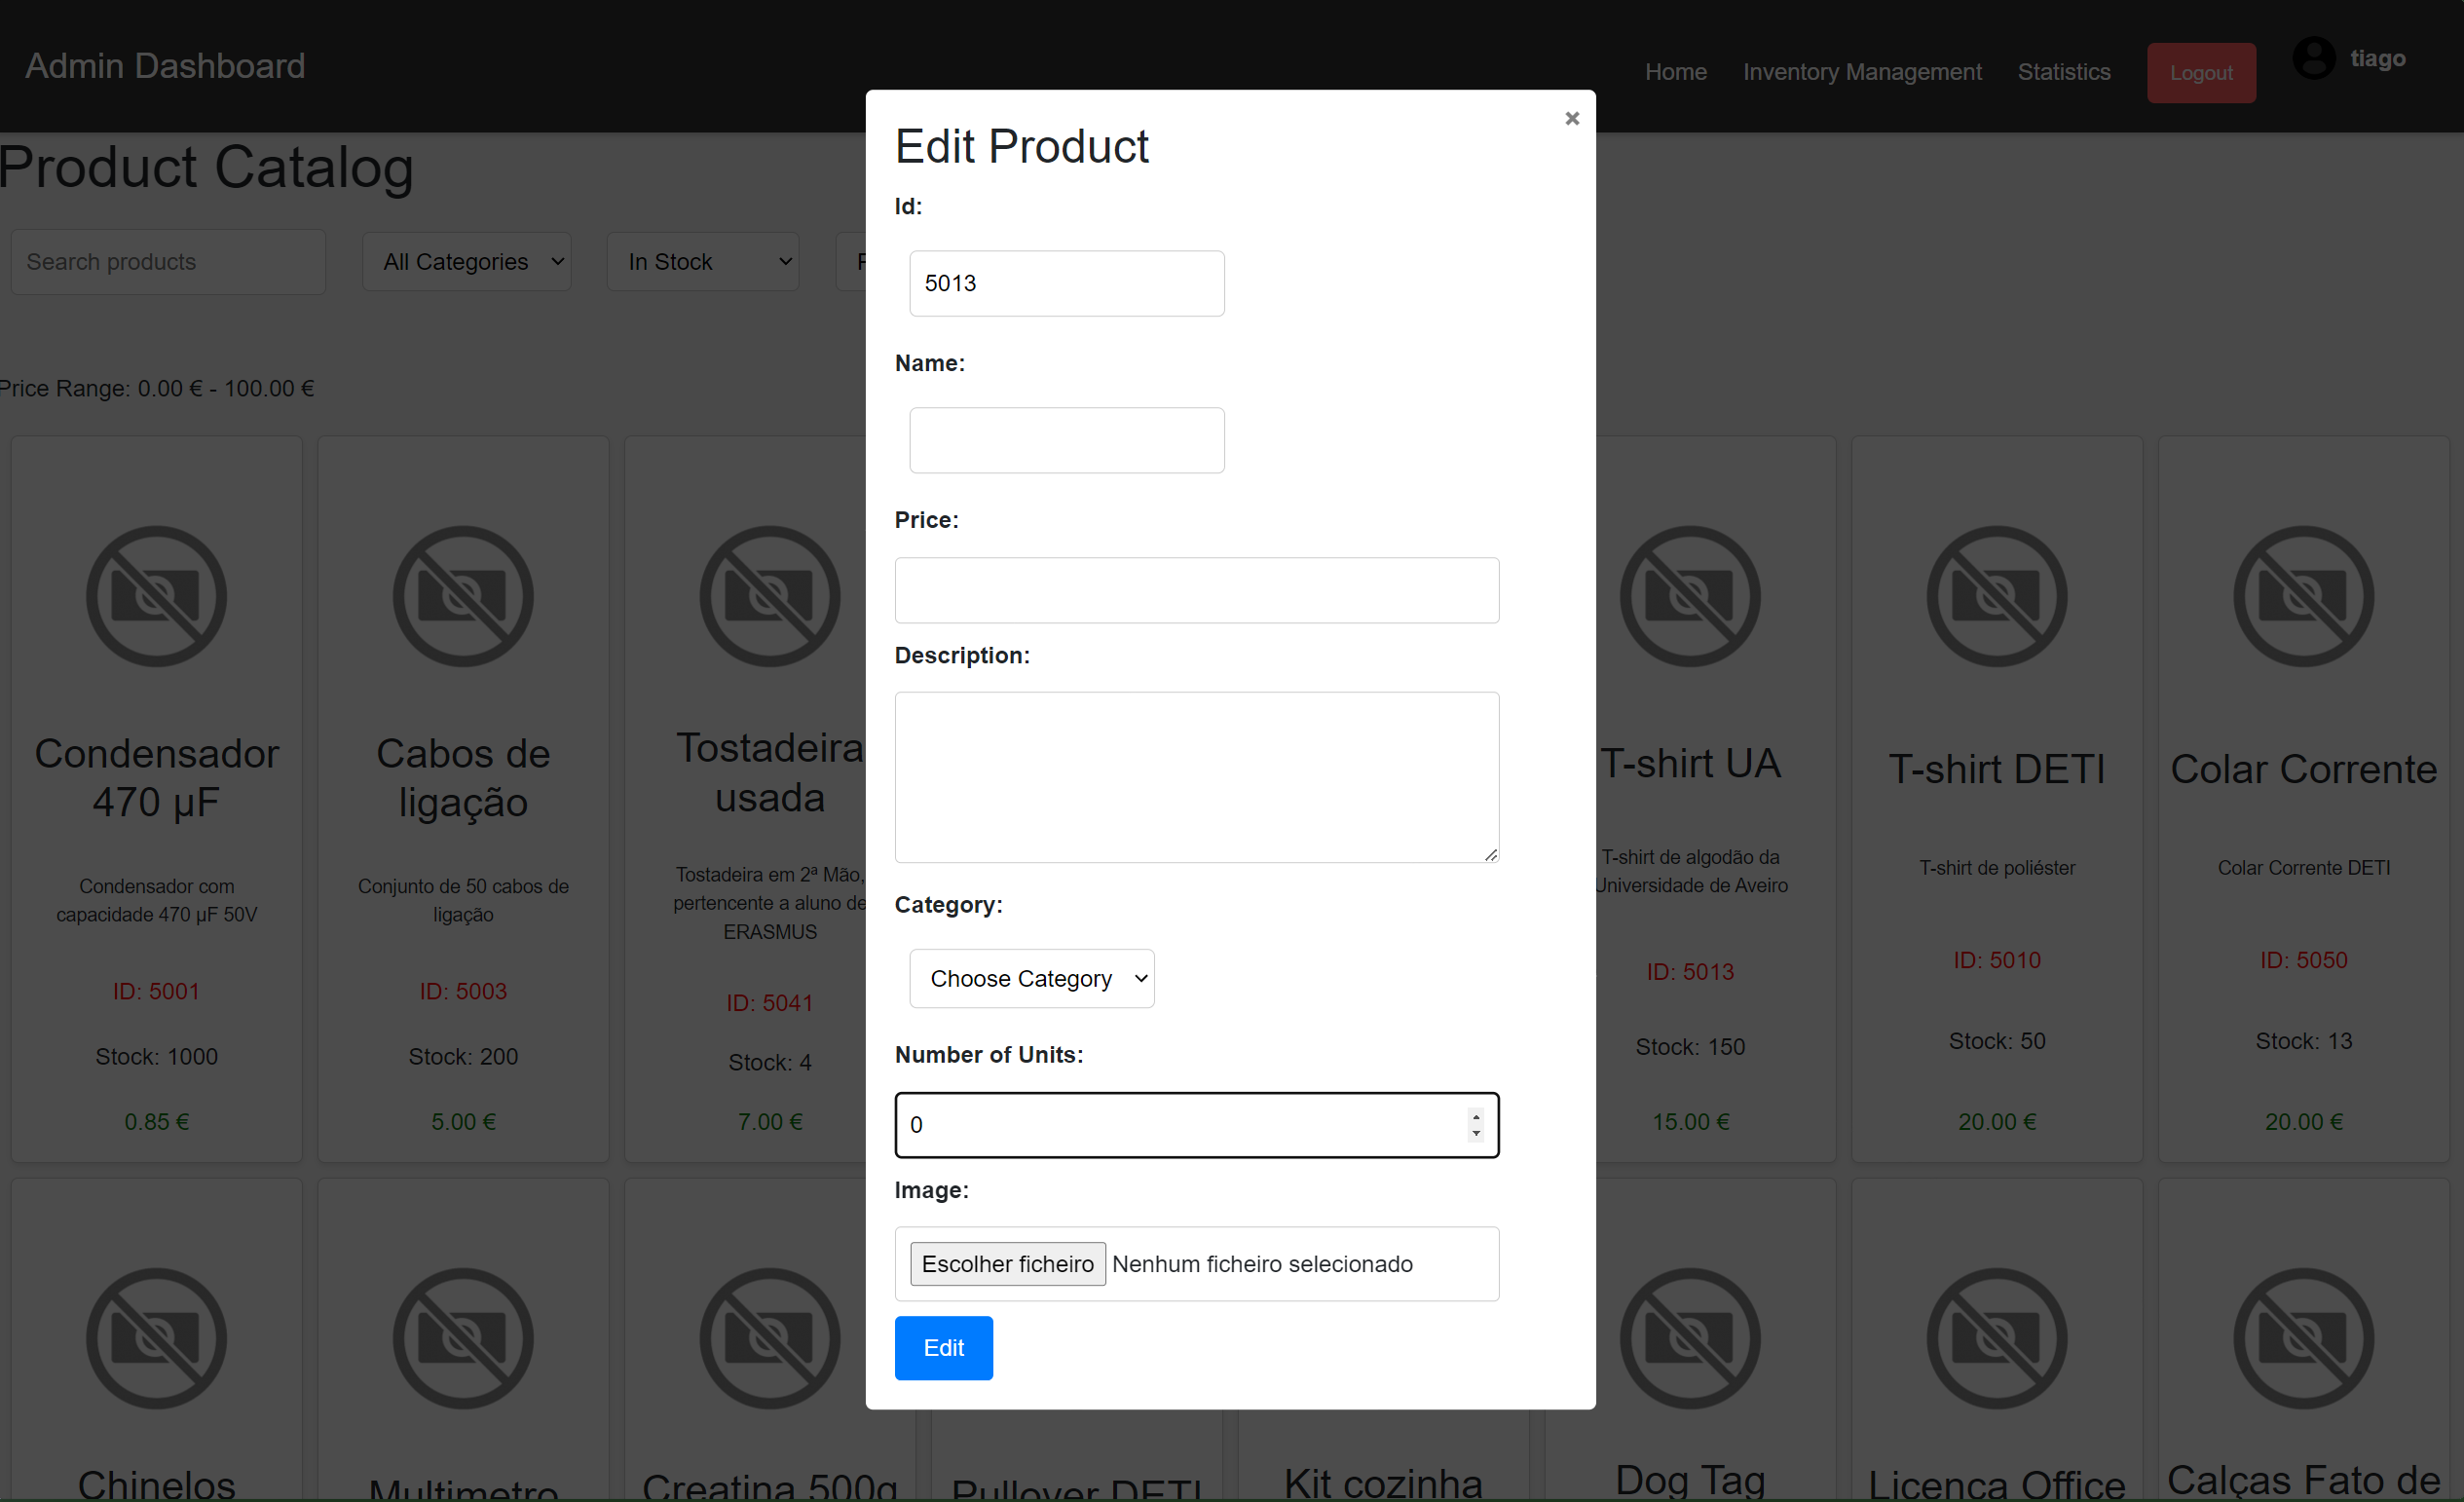 Admin Dashboard
Home
Inventory Management
Statistics
Logout
tiago
Product Catalog
Search products
All Categories
In Stock
Price Range: 0.00 € - 100.00 €
×
Edit Product
Id:
5013
Name:
Price:
Description:
Category:
Choose Category
Number of Units:
0
Image:
Escolher ficheiro Nenhum ficheiro selecionado
Edit
Condensador
470 µF
Condensador com
capacidade 470 µF 50V
ID: 5001
Stock: 1000
0.85 €
Cabos de
ligação
Conjunto de 50 cabos de
ligação
ID: 5003
Stock: 200
5.00 €
Tostadeira
usada
Tostadeira em 2ª Mão,
pertencente a aluno de
ERASMUS
ID: 5041
Stock: 4
7.00 €
T-shirt UA
T-shirt de algodão da
Universidade de Aveiro
ID: 5013
Stock: 150
15.00 €
T-shirt DETI
T-shirt de poliéster
ID: 5010
Stock: 50
20.00 €
Colar Corrente
Colar Corrente DETI
ID: 5050
Stock: 13
20.00 €
Chinelos
Multimetro
Creatina 500g
Pullover DETI
Kit cozinha
Dog Tag
Licenca Office
Calças Fato de